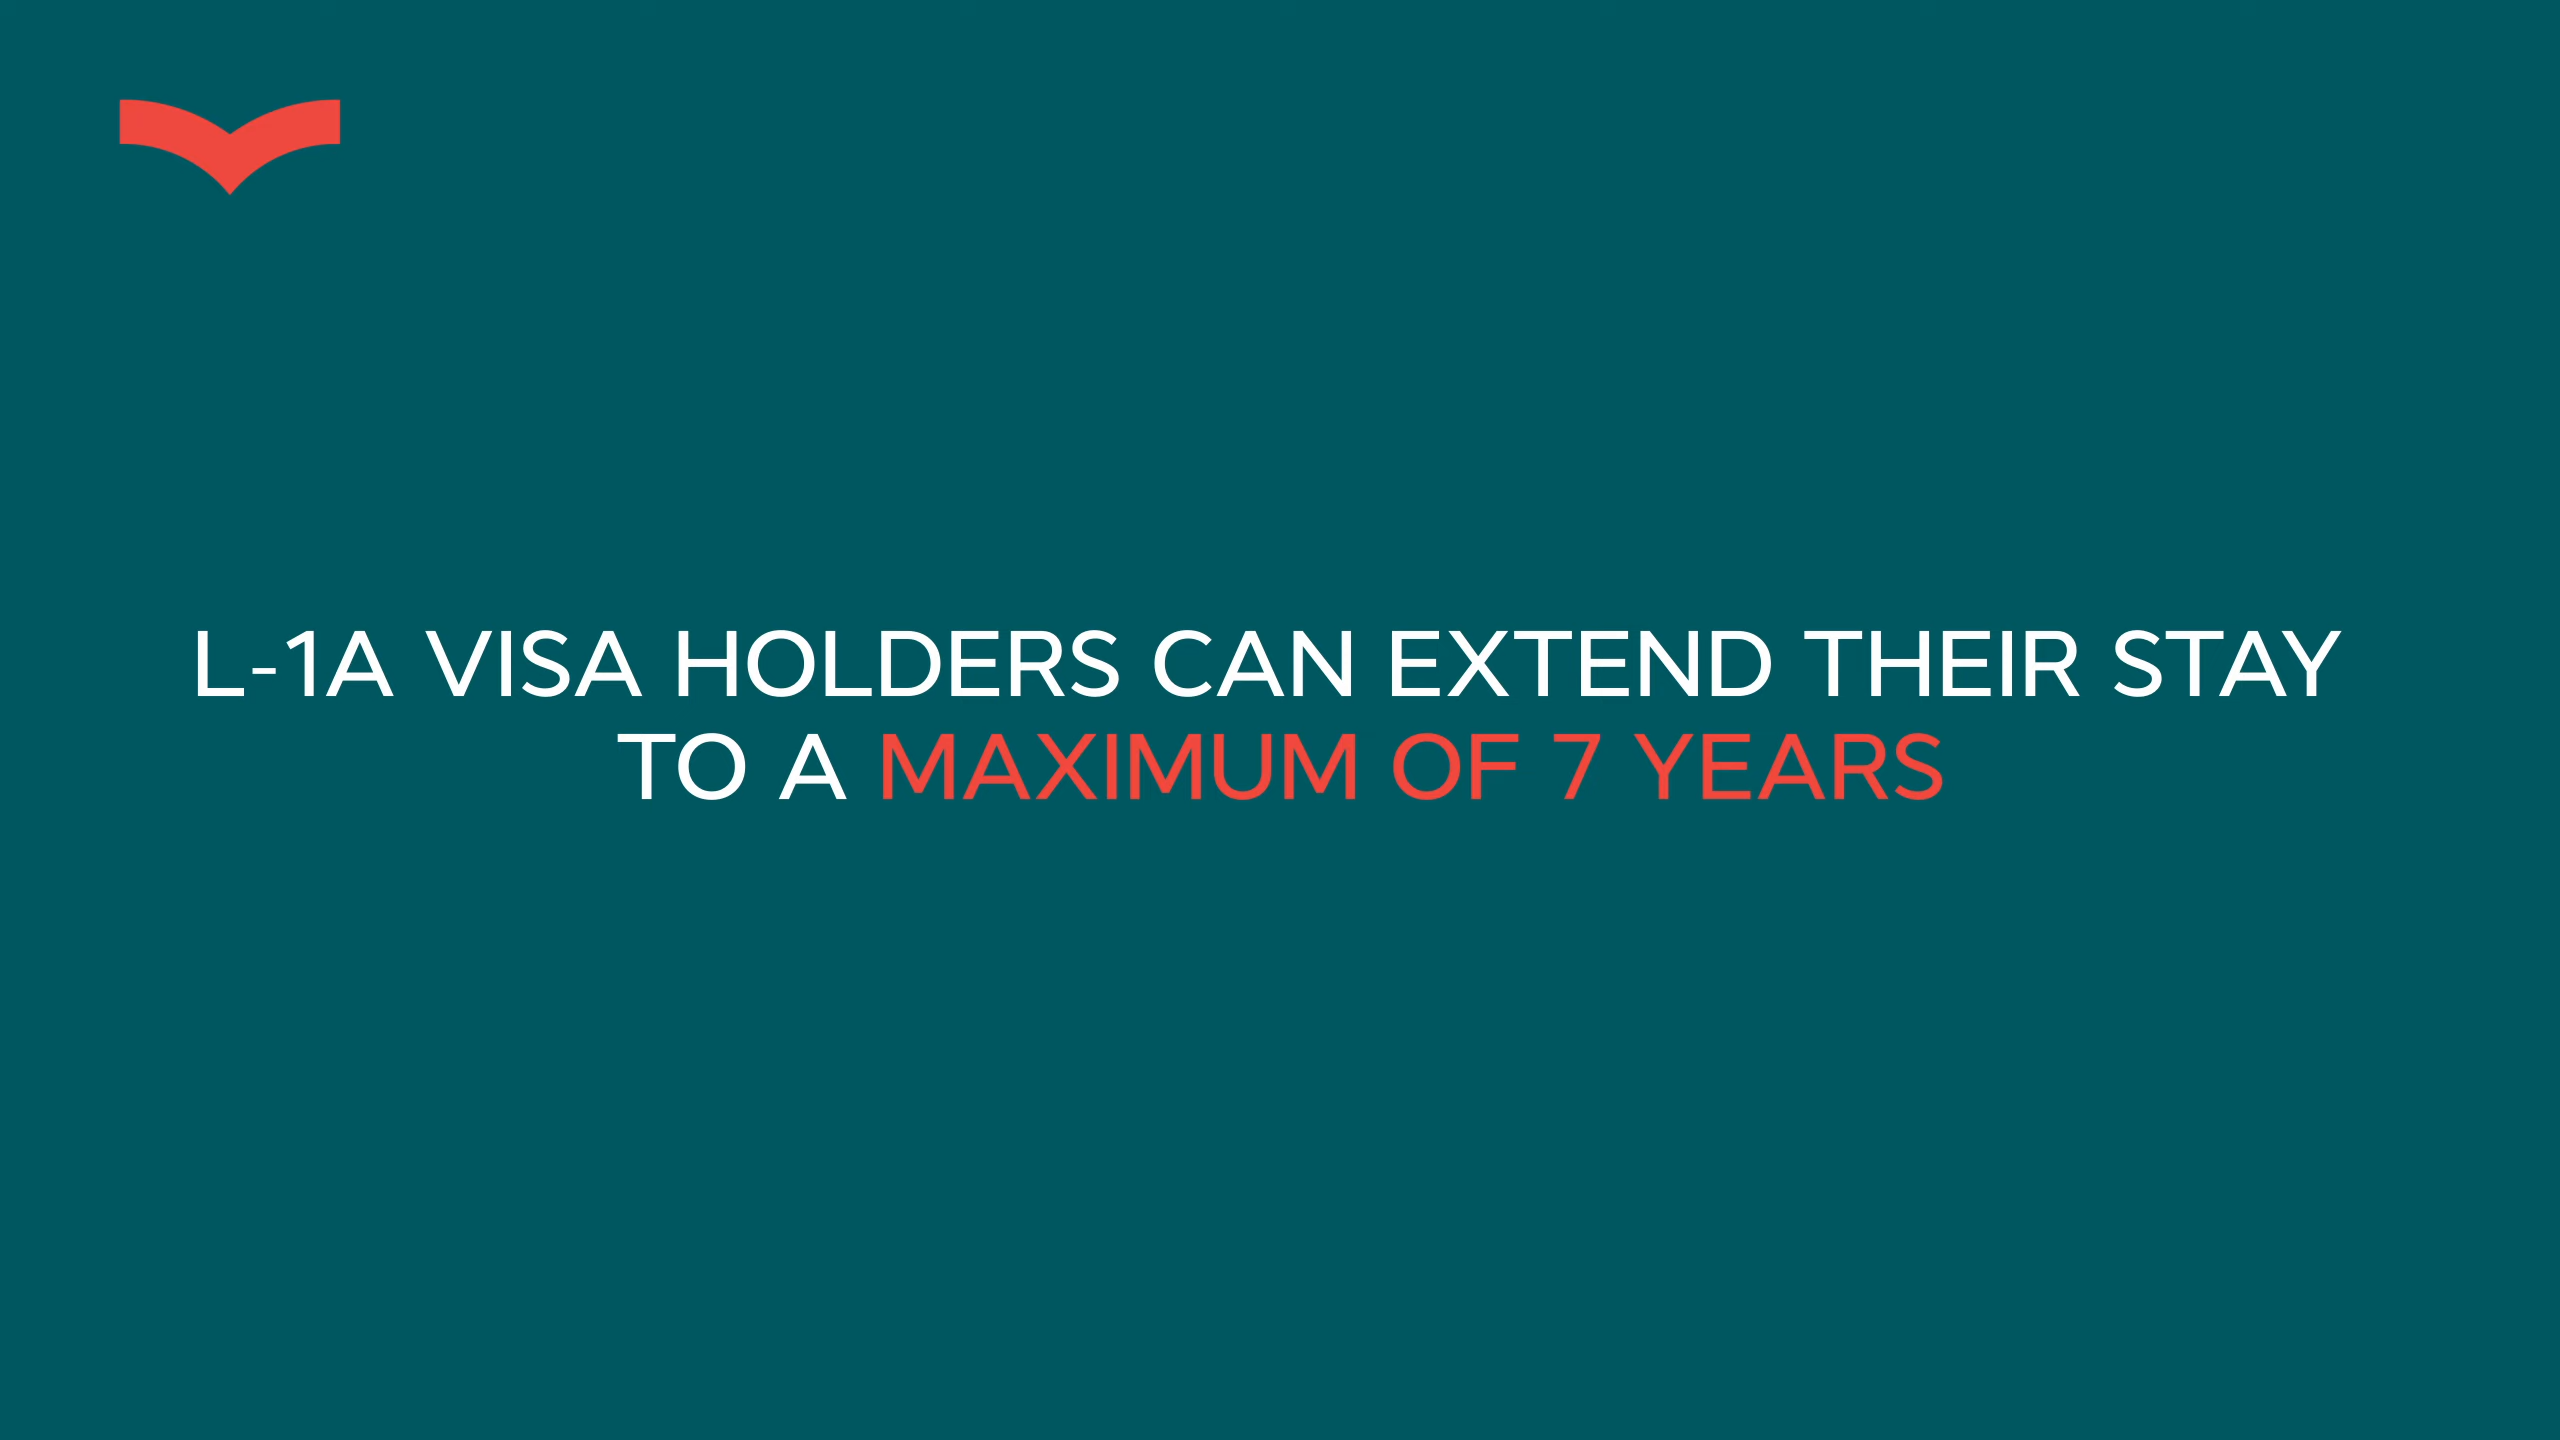 L-1A VISA HOLDERS CAN EXTEND THEIR STAY
TO A MAXIMUM OF 7 YEARS